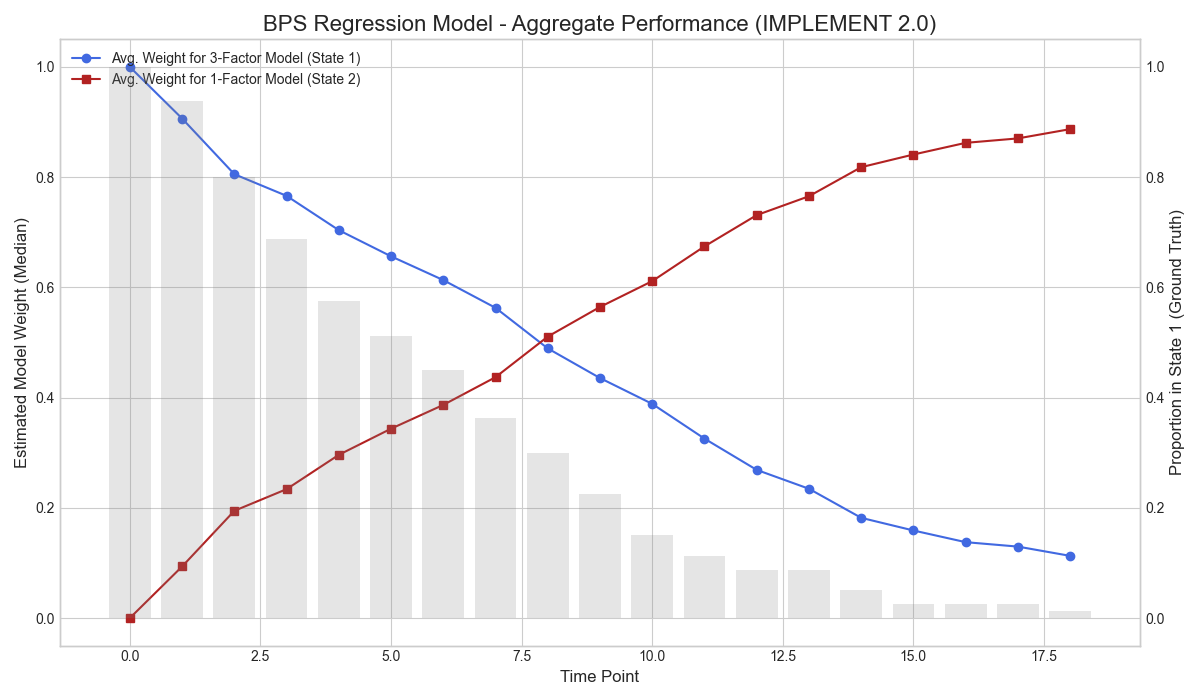 BPS Regression Model - Aggregate Performance (IMPLEMENT 2.0)
Avg. Weight for 3-Factor Model (State 1)
Avg. Weight for 1-Factor Model (State 2)
Estimated Model Weight (Median)
1.0
0.8
0.6
0.4
0.2
0.0
1.0
0.8
0.6
0.4
0.2
0.0
Proportion in State 1 (Ground Truth)
0.0 2.5 5.0 7.5 10.0 12.5 15.0 17.5
Time Point